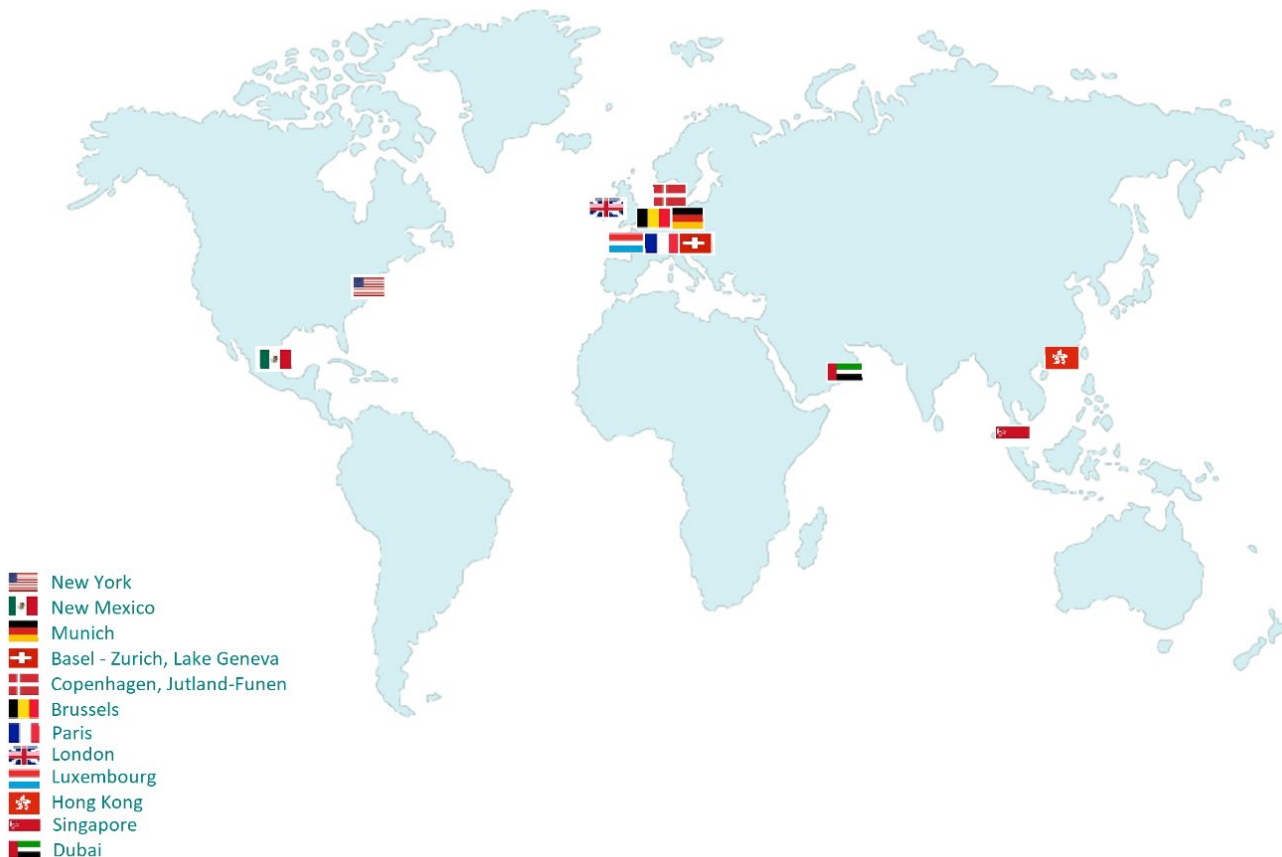 New York
New Mexico
Munich
Basel - Zurich, Lake Geneva
Copenhagen, Jutland-Funen
Brussels
Paris
London
Luxembourg
Hong Kong
Singapore
Dubai